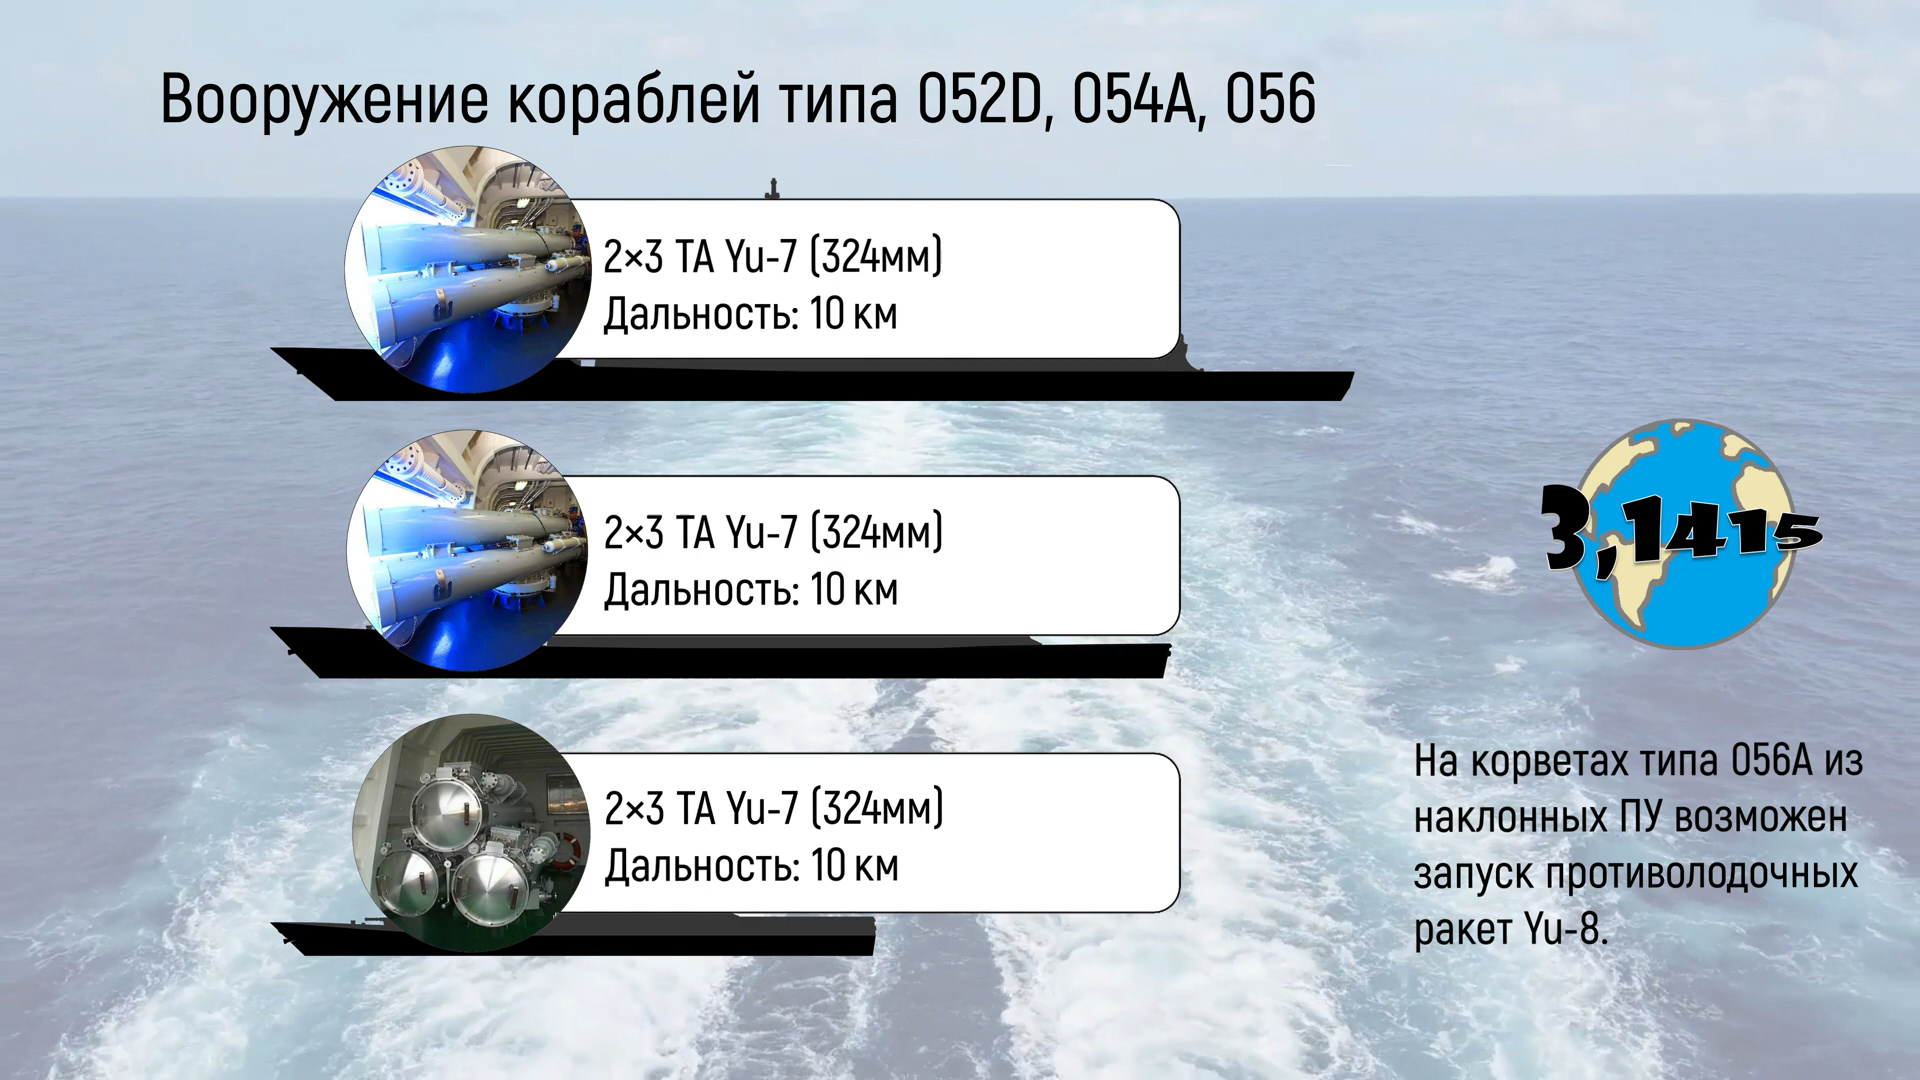 Вооружение кораблей типа 052D, 054A, 056
2×3 ТА Yu-7 (324мм)
Дальность: 10 км
2×3 ТА Yu-7 (324мм)
Дальность: 10 км
3,1415
2×3 ТА Yu-7 (324мм)
Дальность: 10 км
На корветах типа 056А из
наклонных ПУ возможен
запуск противолодочных
ракет Yu-8.